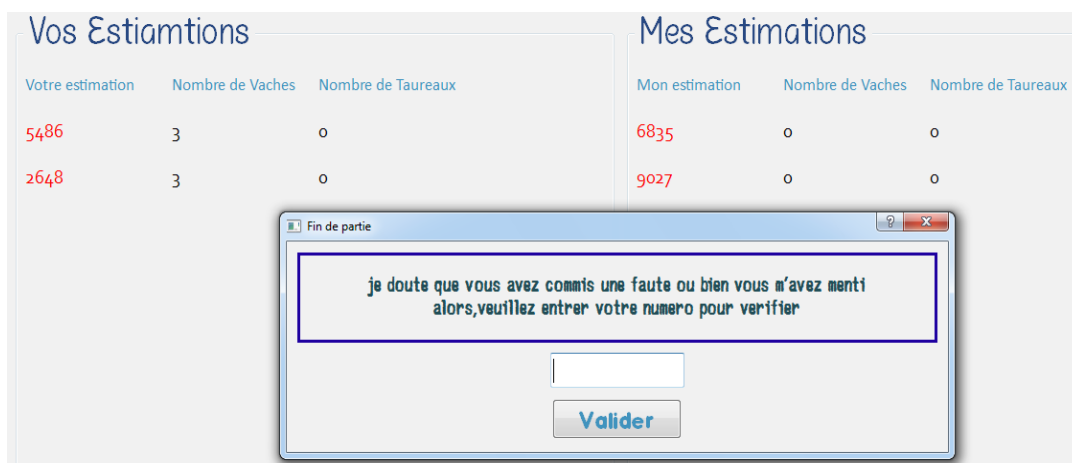 Vos Estiamtions
Votre estimation Nombre de Vaches Nombre de Taureaux
5486 3 0
2648 3 0
Mes Estimations
Mon estimation Nombre de Vaches Nombre de Taureaux
6835 0 0
9027 0 0
Fin de partie
je doute que vous avez commis une faute ou bien vous m'avez menti
alors,veuillez entrer votre numero pour verifier
Valider